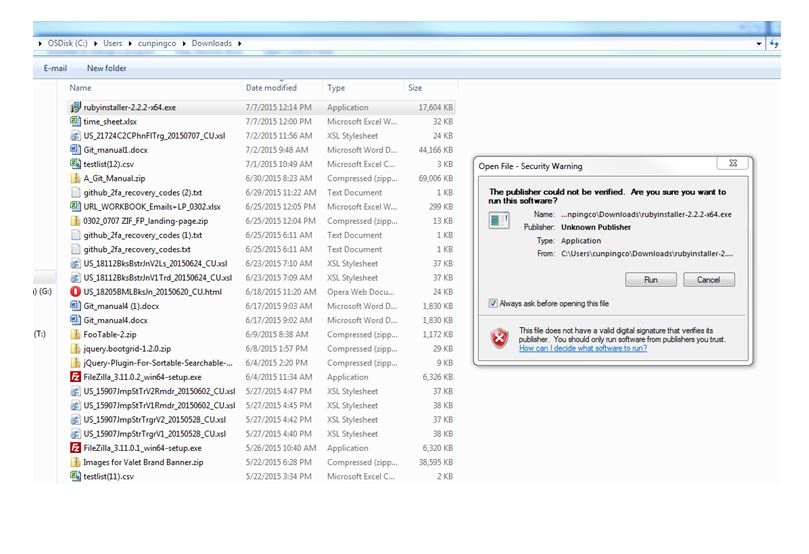 OSDisk (C:) Users cunpingco Downloads
E-mail New folder
Name Date modified Type Size
rubyinstaller-2.2.2-x64.exe 7/7/2015 12:14 PM Application 17,604 KB
time_sheet.xlsx 7/7/2015 12:00 PM Microsoft Excel W... 32 KB
US_21724C2CPhnFlTrg_20150707_CU.xsl 7/2/2015 11:56 AM XSL Stylesheet 24 KB
Git_manual1.docx 7/2/2015 9:48 AM Microsoft Word D... 44,166 KB
testlist(12).csv 7/1/2015 10:49 AM Microsoft Excel C... 3 KB
A_Git_Manual.zip 6/30/2015 8:23 AM Compressed (zipp... 69,006 KB
github_2fa_recovery_codes (2).txt 6/29/2015 11:22 AM Text Document 1 KB
URL_WORKBOOK_Emails+LP_0302.xlsx 6/25/2015 12:05 PM Microsoft Excel W... 299 KB
0302_0707 ZIF_FP_landing-page.zip 6/25/2015 12:04 PM Compressed (zipp... 13 KB
github_2fa_recovery_codes (1).txt 6/25/2015 6:11 AM Text Document 1 KB
github_2fa_recovery_codes.txt 6/25/2015 6:11 AM Text Document 1 KB
US_18112BksBstrJnV2Ls_20150624_CU.xsl 6/23/2015 7:10 AM XSL Stylesheet 37 KB
US_18112BksBstrJnV1Trd_20150624_CU.xsl 6/23/2015 7:09 AM XSL Stylesheet 37 KB
US_18205BMLBksJn_20150620_CU.html 6/18/2015 11:20 AM Opera Web Docu... 24 KB
Git_manual4 (1).docx 6/17/2015 9:03 AM Microsoft Word D... 1,830 KB
Git_manual4.docx 6/17/2015 9:02 AM Microsoft Word D... 1,830 KB
FooTable-2.zip 6/9/2015 8:38 AM Compressed (zipp... 1,172 KB
jquery.bootgrid-1.2.0.zip 6/8/2015 1:57 PM Compressed (zipp... 29 KB
jQuery-Plugin-For-Sortable-Searchable-... 6/4/2015 2:20 PM Compressed (zipp... 9 KB
FileZilla_3.11.0.2_win64-setup.exe 6/4/2015 11:34 AM Application 6,326 KB
US_15907JmpStTrV2Rmdr_20150602_CU.xsl 5/27/2015 4:47 PM XSL Stylesheet 37 KB
US_15907JmpStTrV1Rmdr_20150602_CU.xsl 5/27/2015 4:45 PM XSL Stylesheet 38 KB
US_15907JmpStrTrgrV2_20150528_CU.xsl 5/27/2015 4:42 PM XSL Stylesheet 37 KB
US_15907JmpStrTrgrV1_20150528_CU.xsl 5/27/2015 4:40 PM XSL Stylesheet 37 KB
FileZilla_3.11.0.1_win64-setup.exe 5/26/2015 10:40 AM Application 6,320 KB
Images for Valet Brand Banner.zip 5/22/2015 6:28 PM Compressed (zipp... 38,595 KB
testlist(11).csv 5/22/2015 3:34 PM Microsoft Excel C... 2 KB
(G:)
(T:)
Open File - Security Warning
The publisher could not be verified. Are you sure you want to
run this software?
Name: ...npingco\Downloads\rubyinstaller-2.2.2-x64.exe
Publisher: Unknown Publisher
Type: Application
From: C:\Users\cunpingco\Downloads\rubyinstaller-2....
Run Cancel
Always ask before opening this file
This file does not have a valid digital signature that verifies its
publisher. You should only run software from publishers you trust.
How can I decide what software to run?